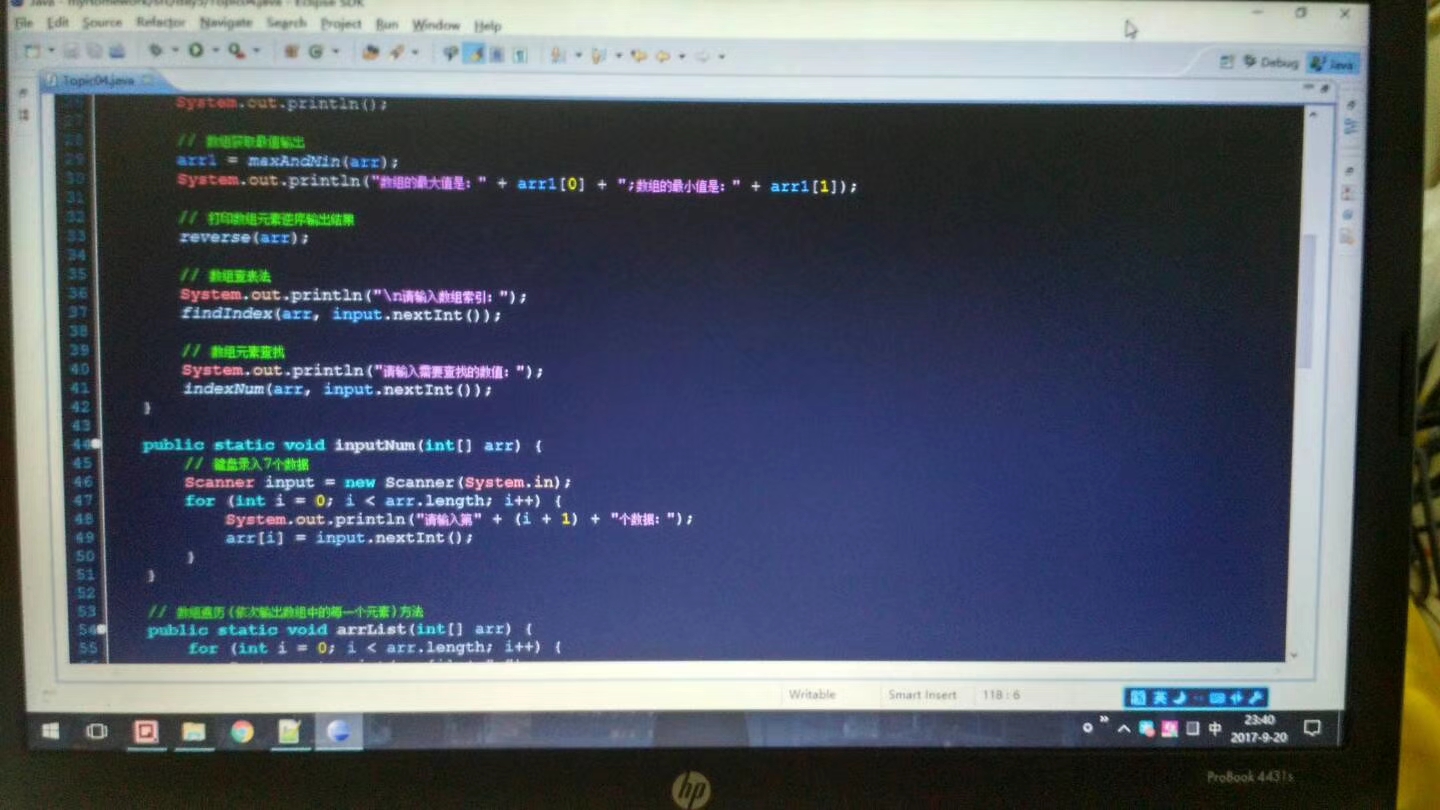 Java - myHomework/src/day5/Topic04.java - Eclipse SDK
File Edit Source Refactor Navigate Search Project Run Window Help
Debug Java
Topic04.java
26 System.out.println();
27
28 // 数组获取最值输出
29 arr1 = maxAndMin(arr);
30 System.out.println("数组的最大值是：" + arr1[0] + ";数组的最小值是：" + arr1[1]);
31
32 // 打印数组元素逆序输出结果
33 reverse(arr);
34
35 // 数组查表法
36 System.out.println("\n请输入数组索引：");
37 findIndex(arr, input.nextInt());
38
39 // 数组元素查找
40 System.out.println("请输入需要查找的数值：");
41 indexNum(arr, input.nextInt());
42 }
43
44 public static void inputNum(int[] arr) {
45 // 键盘录入7个数据
46 Scanner input = new Scanner(System.in);
47 for (int i = 0; i < arr.length; i++) {
48 System.out.println("请输入第" + (i + 1) + "个数据：");
49 arr[i] = input.nextInt();
50 }
51 }
52
53 // 数组遍历(依次输出数组中的每一个元素)方法
54 public static void arrList(int[] arr) {
55 for (int i = 0; i < arr.length; i++) {
Writable Smart Insert 118 : 6
英
中
23:40
2017-9-20
hp
ProBook 4431s